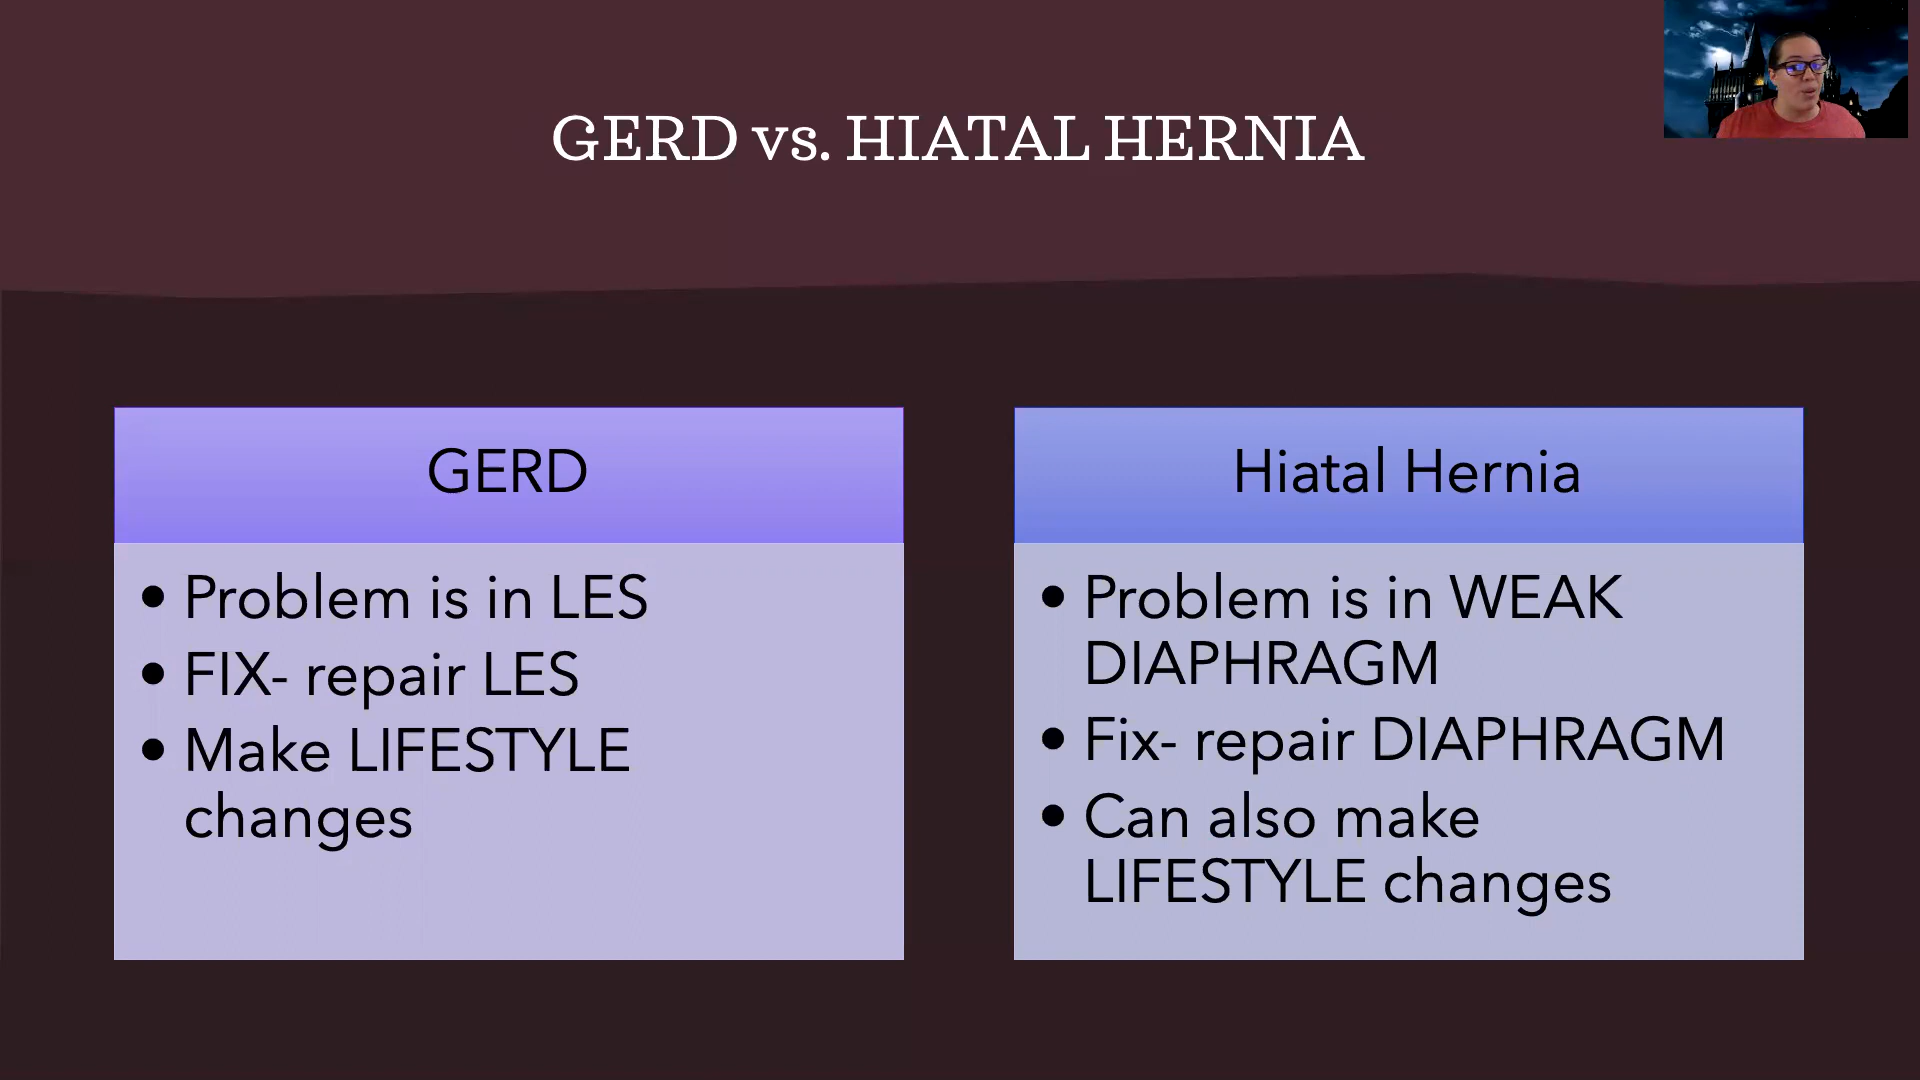 GERD vs. HIATAL HERNIA
GERD
• Problem is in LES
• FIX- repair LES
• Make LIFESTYLE
changes
Hiatal Hernia
• Problem is in WEAK
DIAPHRAGM
• Fix- repair DIAPHRAGM
• Can also make
LIFESTYLE changes